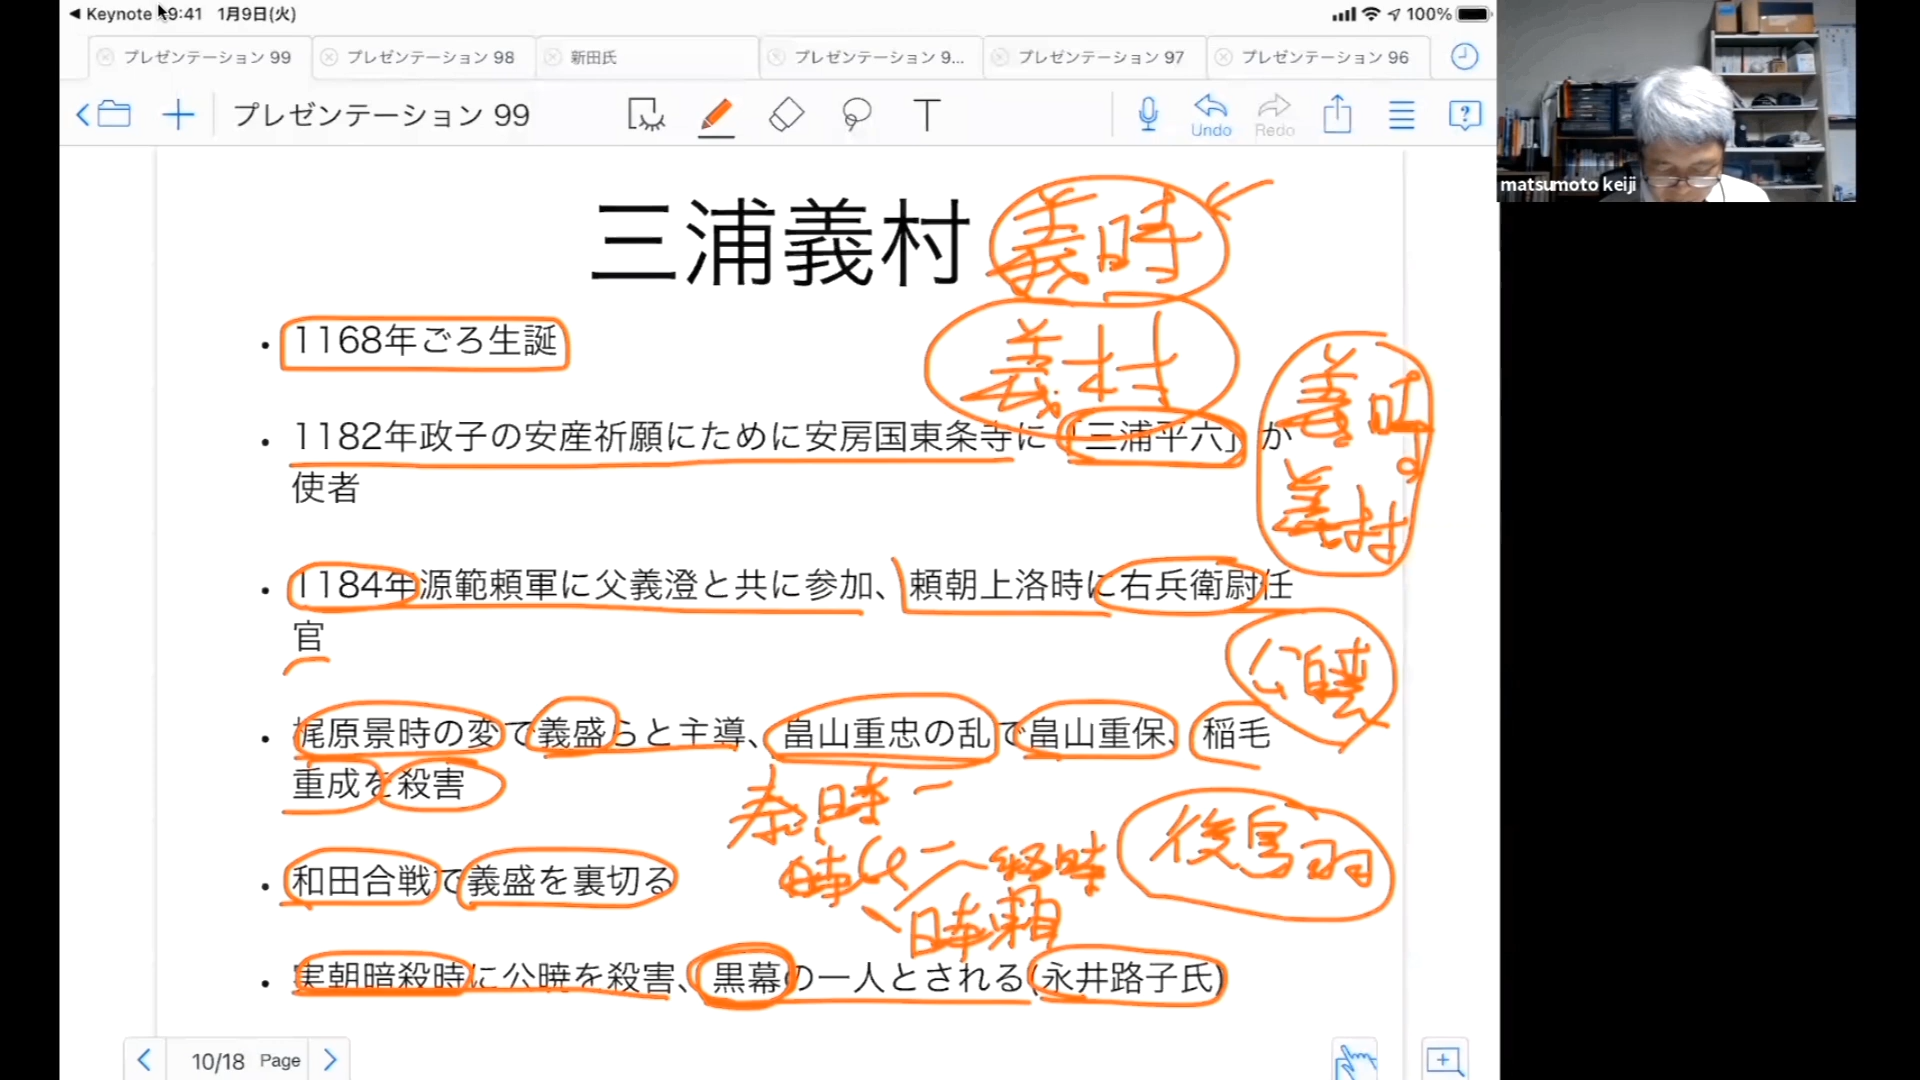 ◀ Keynote 9:41 1月9日(火)
100%
プレゼンテーション 99
プレゼンテーション 98
新田氏
プレゼンテーション 9...
プレゼンテーション 97
プレゼンテーション 96
プレゼンテーション 99
T
Undo
Redo
matsumoto keiji
三浦義村
義時
義村
・1168年ごろ生誕
義時
義村
・1182年政子の安産祈願にために安房国東条寺に「三浦平六」が
使者
・1184年源範頼軍に父義澄と共に参加、頼朝上洛時に右兵衛尉任
官
公暁
・梶原景時の変で義盛らと主導、畠山重忠の乱で畠山重保、稲毛
重成を殺害
泰時
後鳥羽
時氏
経時
・和田合戦で義盛を裏切る
時頼
・実朝暗殺時に公暁を殺害、黒幕の一人とされる(永井路子氏)
10/18 Page